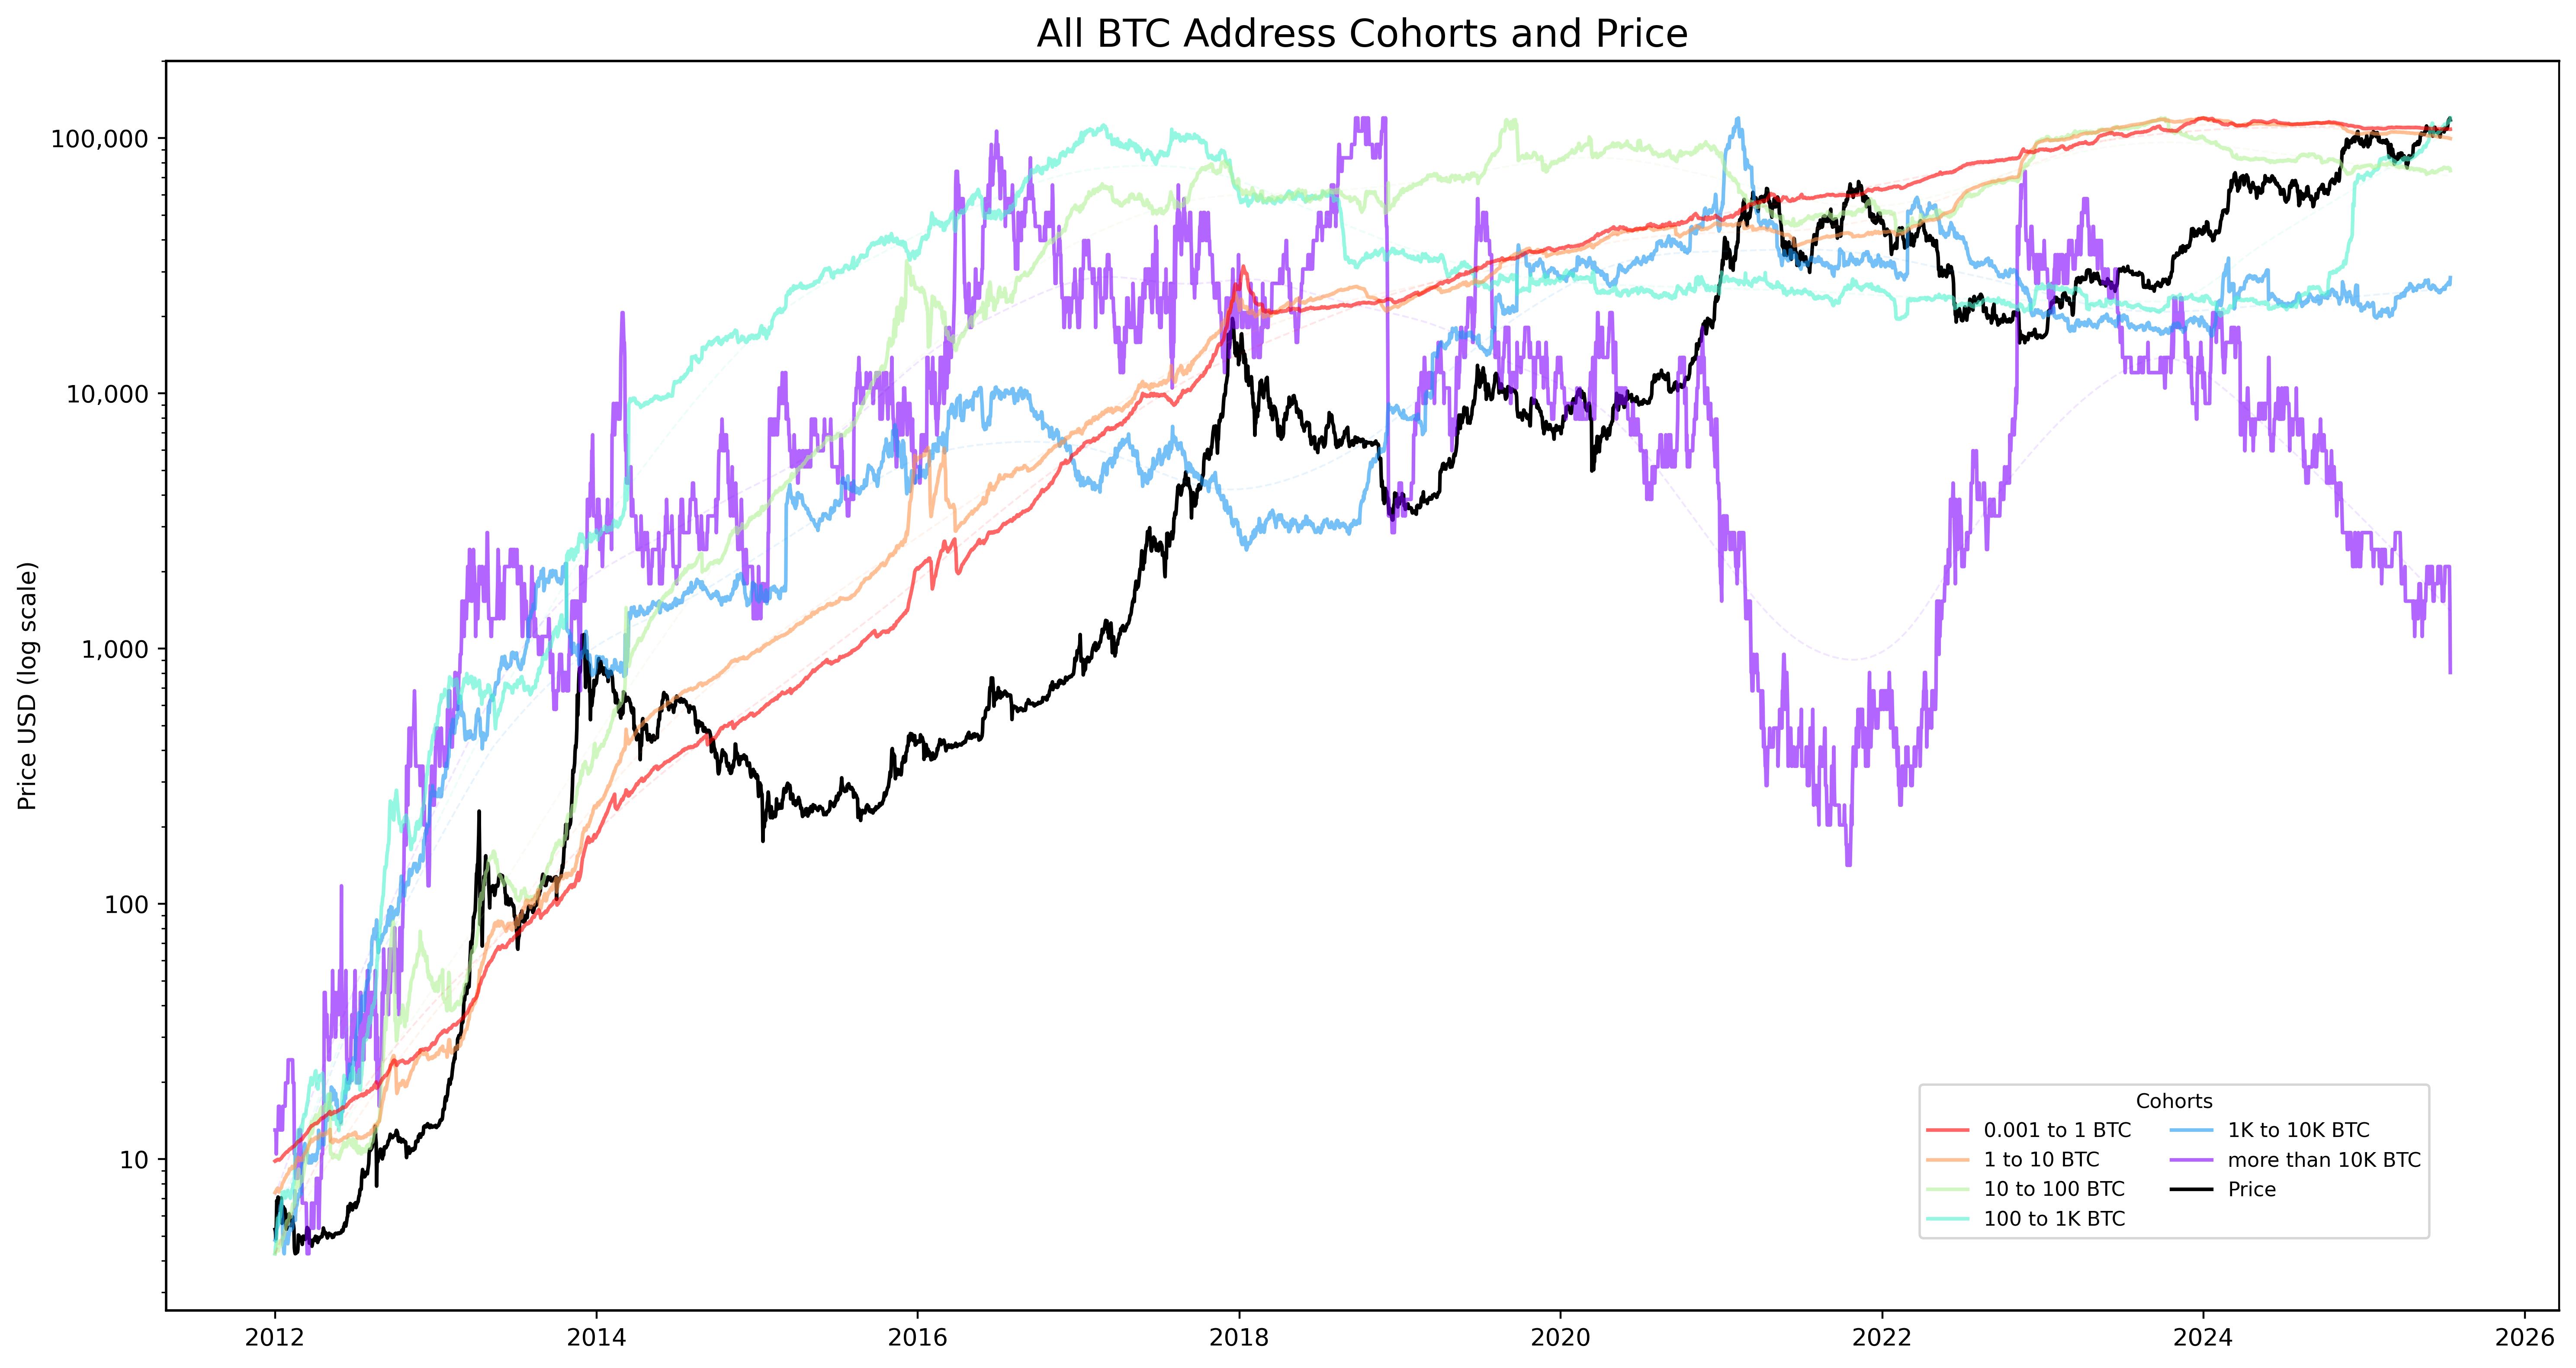 All BTC Address Cohorts and Price
Price USD (log scale)
100,000
10,000
1,000
100
10
2012
2014
2016
2018
2020
2022
2024
2026
Cohorts
0.001 to 1 BTC
1 to 10 BTC
10 to 100 BTC
100 to 1K BTC
1K to 10K BTC
more than 10K BTC
Price